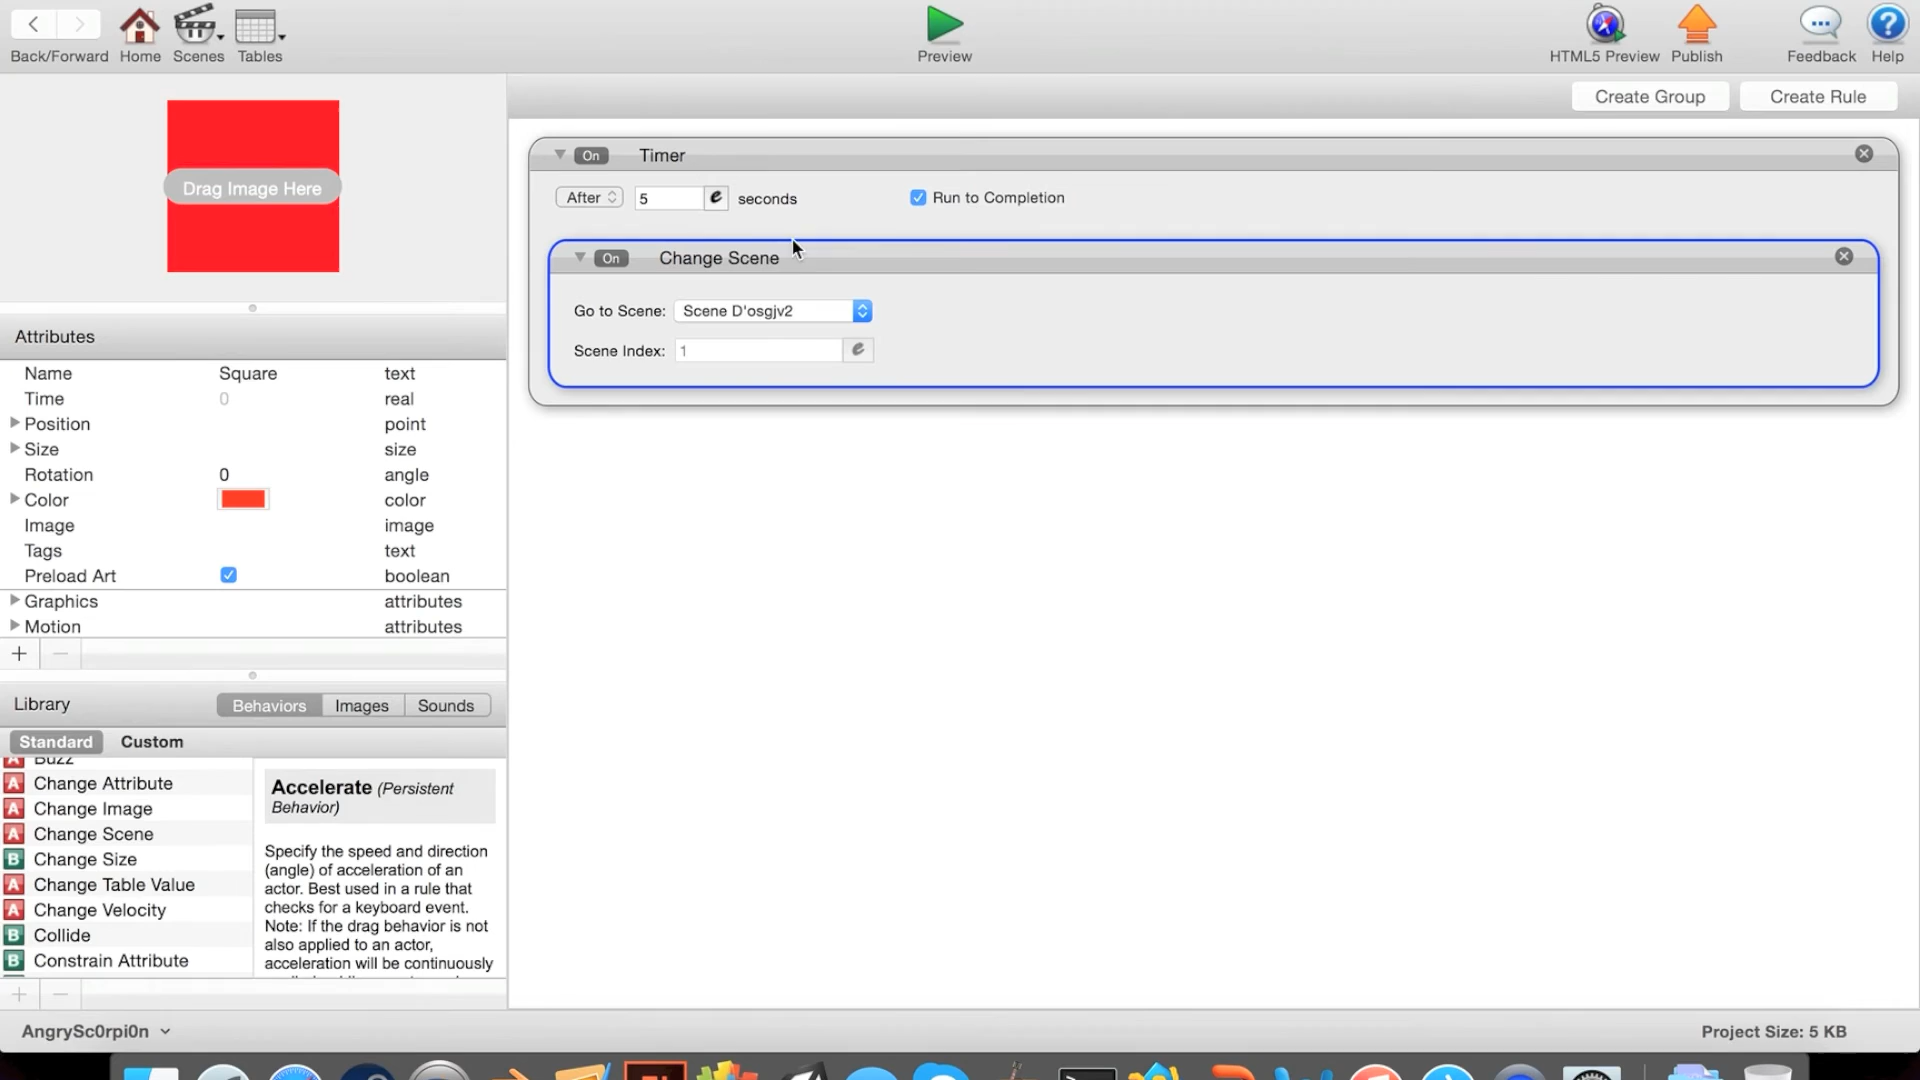 Back/Forward Home Scenes Tables Preview HTML5 Preview Publish Feedback Help
Create Group Create Rule
Drag Image Here
On Timer
After 5 seconds Run to Completion
On Change Scene
Go to Scene: Scene D'osgjv2
Scene Index: 1
Attributes
Name Square text
Time 0 real
Position point
Size size
Rotation 0 angle
Color color
Image image
Tags text
Preload Art boolean
Graphics attributes
Motion attributes
Library Behaviors Images Sounds
Standard Custom
A Buzz
A Change Attribute
A Change Image
A Change Scene
B Change Size
A Change Table Value
A Change Velocity
B Collide
B Constrain Attribute
Accelerate (Persistent
Behavior)
Specify the speed and direction
(angle) of acceleration of an
actor. Best used in a rule that
checks for a keyboard event.
Note: If the drag behavior is not
also applied to an actor,
acceleration will be continuously
AngrySc0rpi0n Project Size: 5 KB